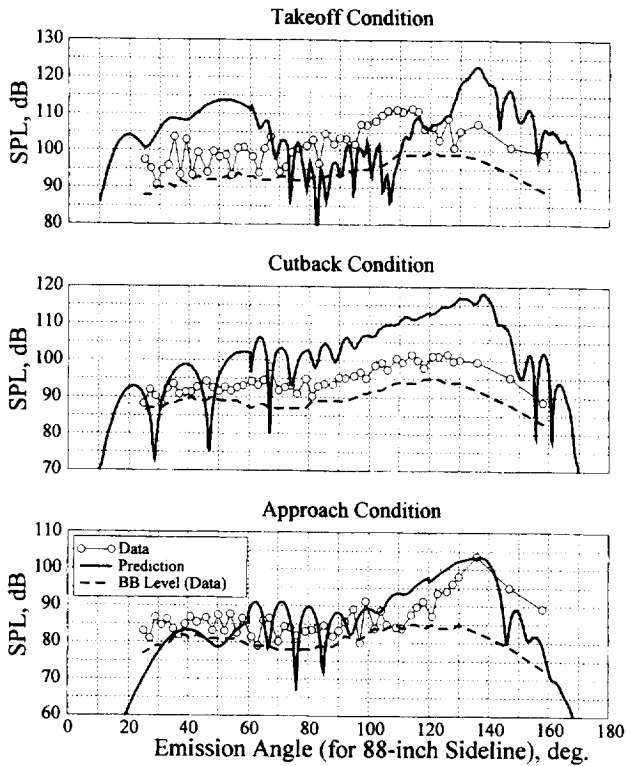 Takeoff Condition
130
120
110
100
90
80
SPL, dB
Cutback Condition
120
110
100
90
80
70
SPL, dB
Approach Condition
110
100
90
80
70
60
SPL, dB
Data
Prediction
BB Level (Data)
0 20 40 60 80 100 120 140 160 180
Emission Angle (for 88-inch Sideline), deg.